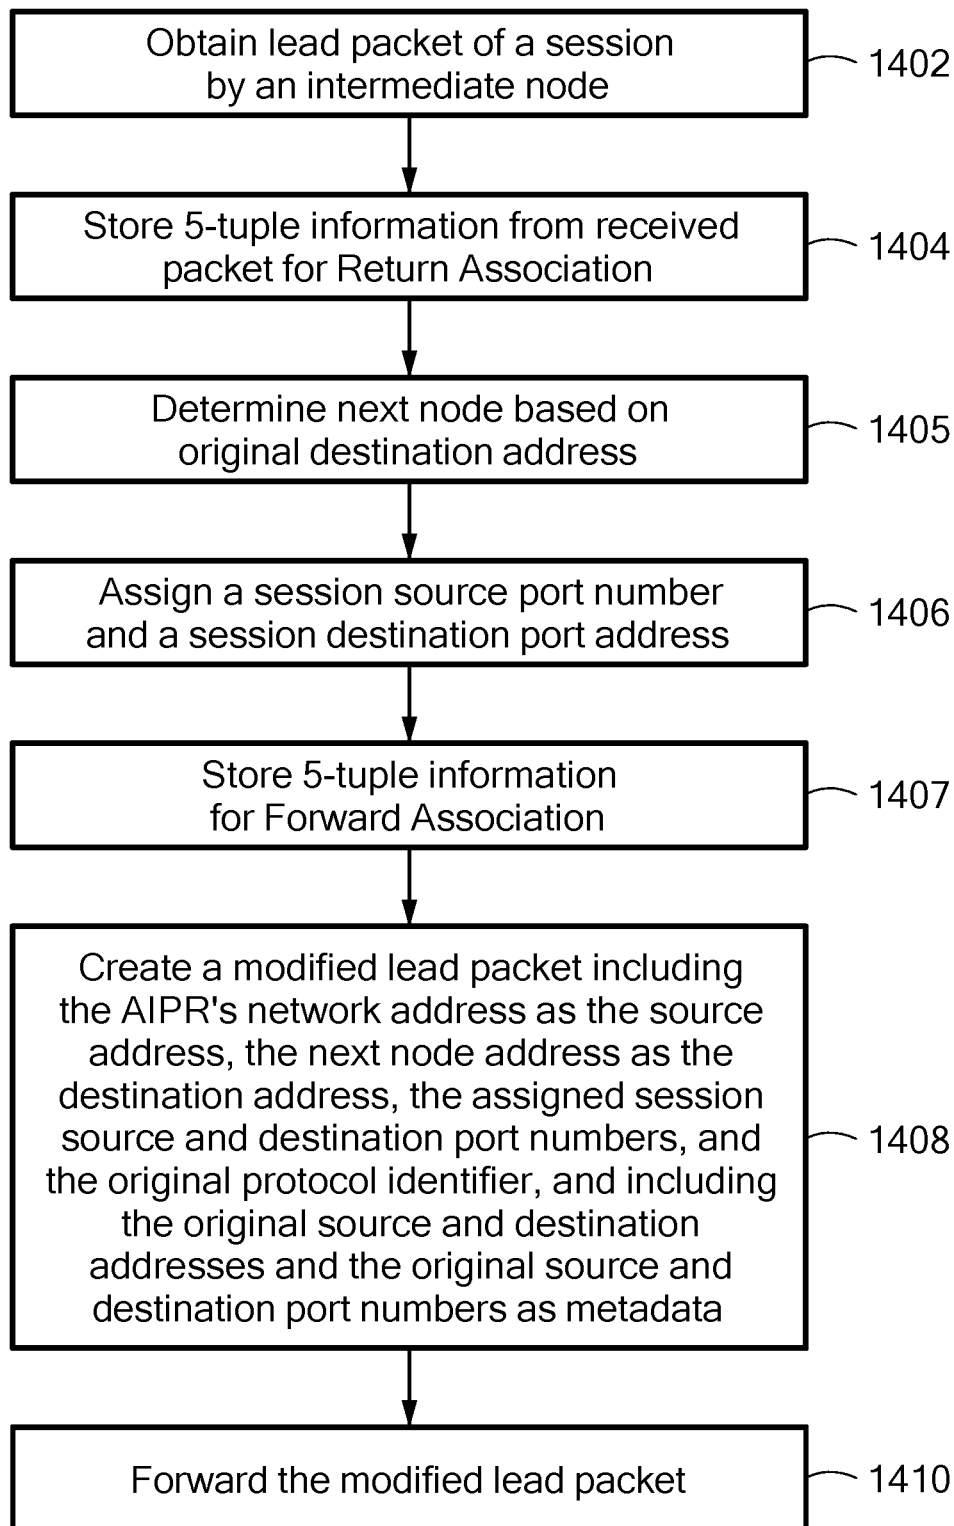 Obtain lead packet of a session
by an intermediate node
1402
Store 5-tuple information from received
packet for Return Association
1404
Determine next node based on
original destination address
1405
Assign a session source port number
and a session destination port address
1406
Store 5-tuple information
for Forward Association
1407
Create a modified lead packet including
the AIPR's network address as the source
address, the next node address as the
destination address, the assigned session
source and destination port numbers, and
the original protocol identifier, and including
the original source and destination
addresses and the original source and
destination port numbers as metadada
1408
Forward the modified lead packet
1410